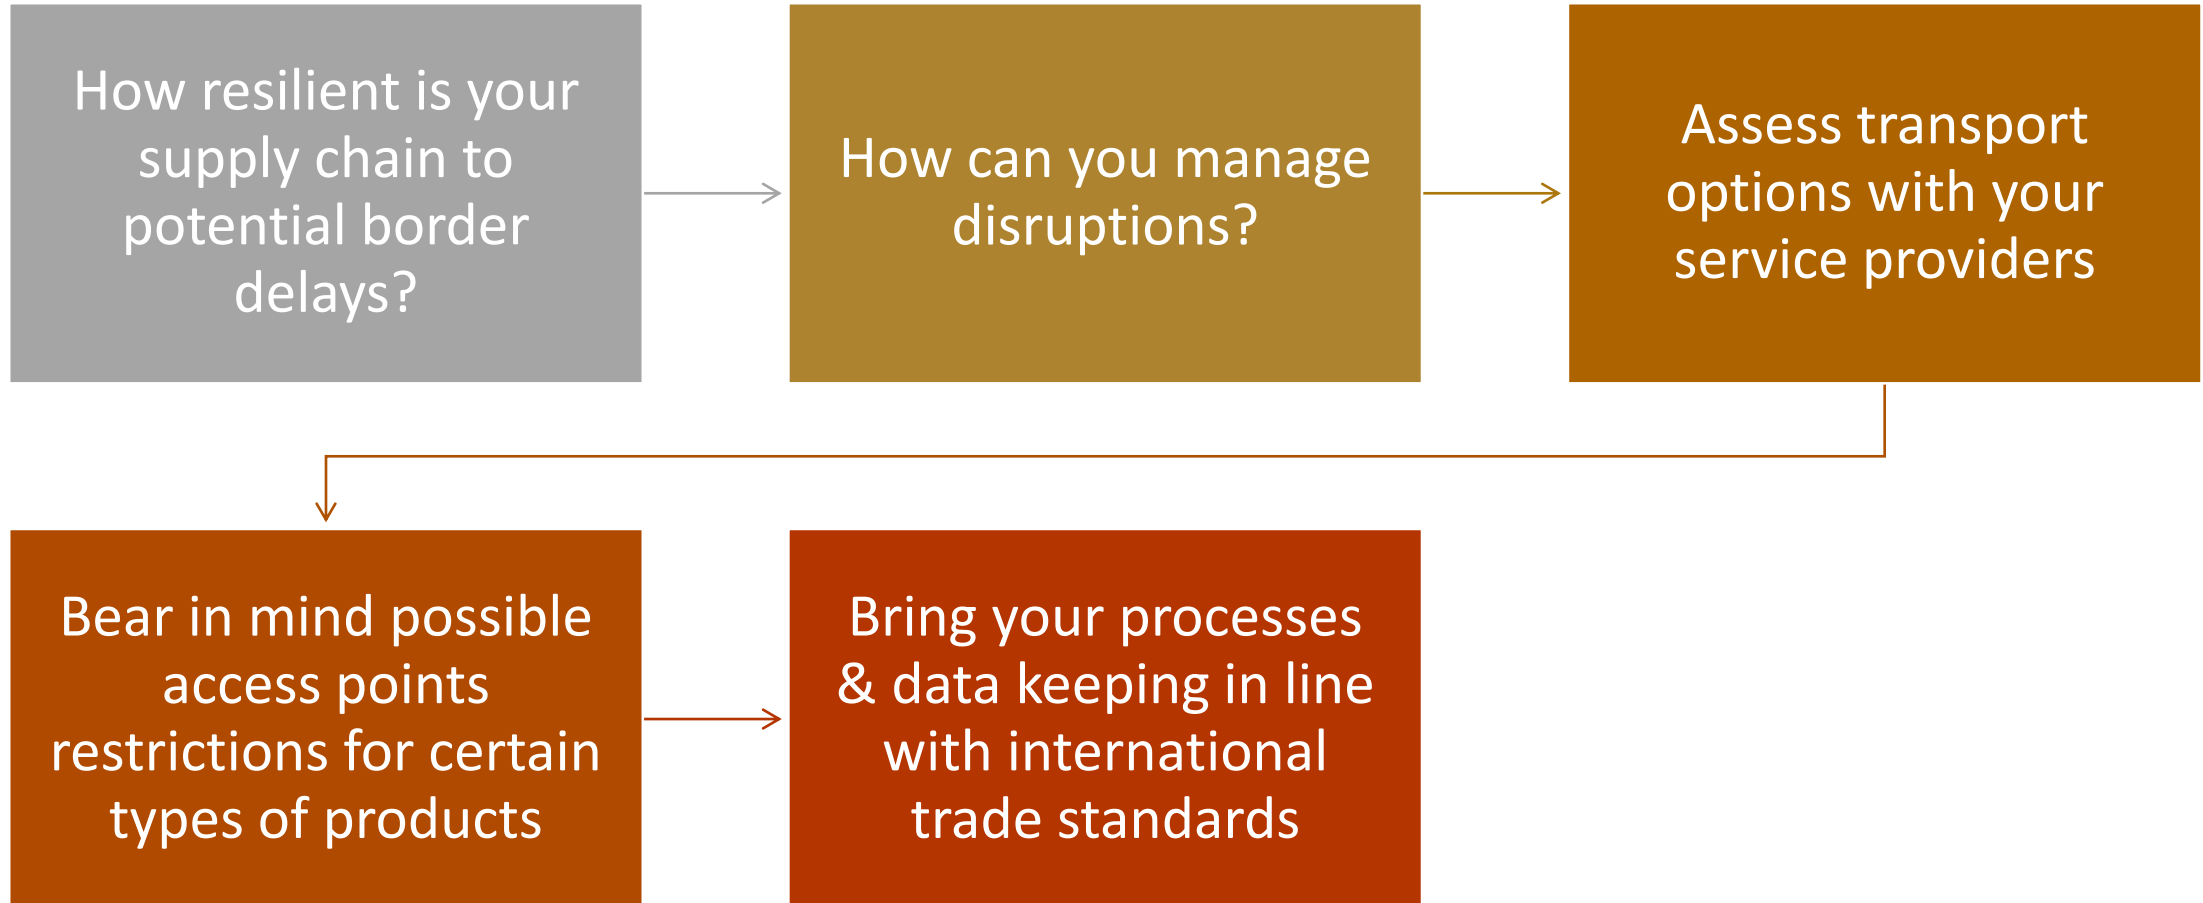 How resilient is your
supply chain to
potential border
delays?
How can you manage
disruptions?
Assess transport
options with your
service providers
Bear in mind possible
access points
restrictions for certain
types of products
Bring your processes
& data keeping in line
with international
trade standards